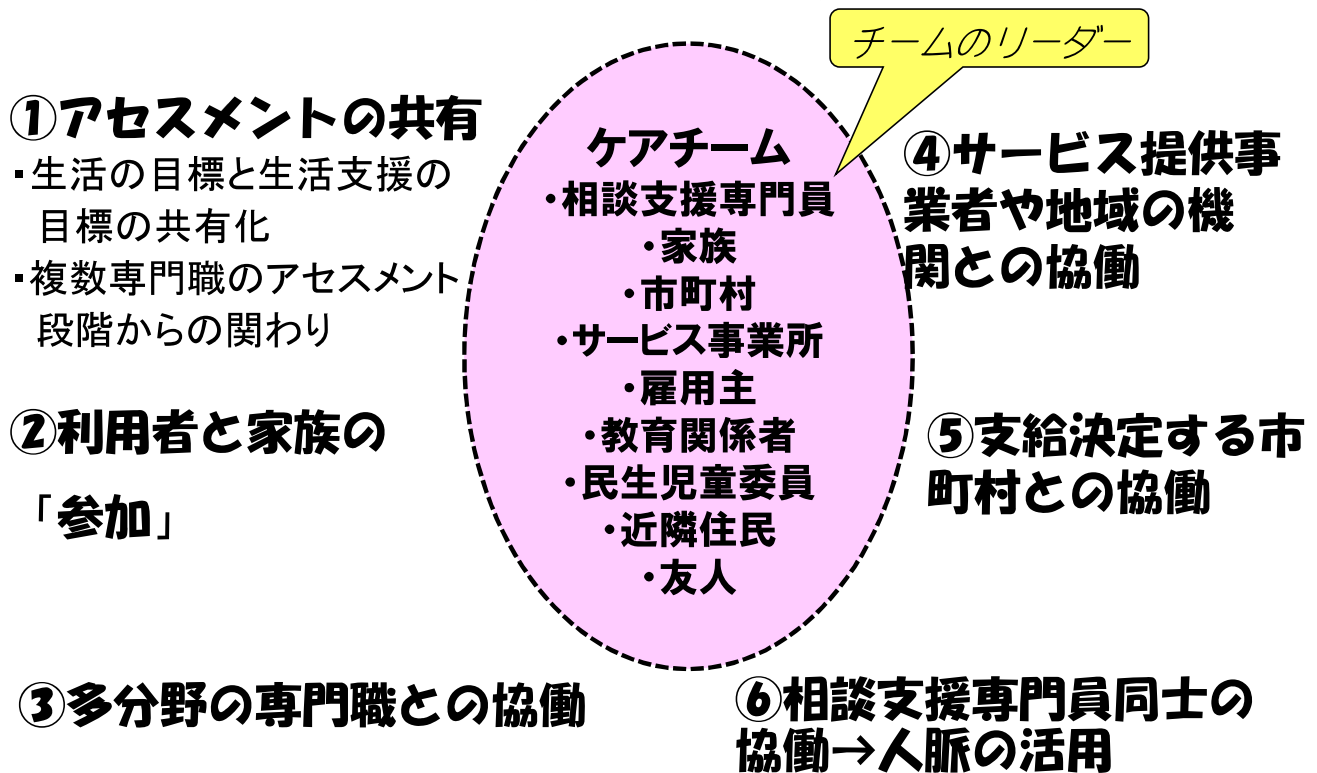 チームのリーダー
①アセスメントの共有
・生活の目標と生活支援の
目標の共有化
・複数専門職のアセスメント
段階からの関わり
②利用者と家族の
「参加」
③多分野の専門職との協働
ケアチーム
・相談支援専門員
・家族
・市町村
・サービス事業所
・雇用主
・教育関係者
・民生児童委員
・近隣住民
・友人
④サービス提供事
業者や地域の機
関との協働
⑤支給決定する市
町村との協働
⑥相談支援専門員同士の
協働→人脈の活用